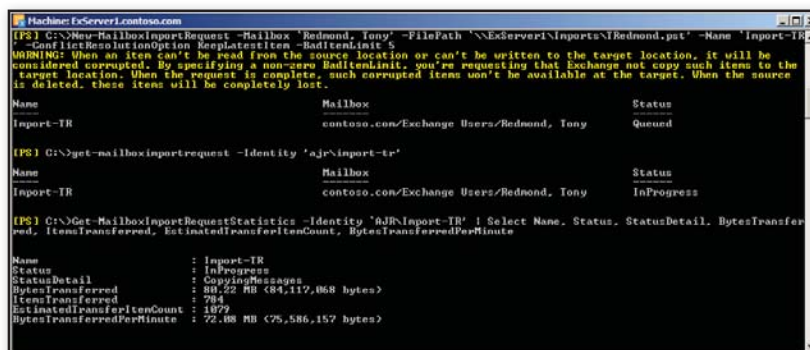 Machine: ExServer1.contoso.com
[PS] C:\>New-MailboxImportRequest -Mailbox 'Redmond, Tony' -FilePath '\\ExServer1\Imports\TRedmond.pst' -Name 'Import-TR
' -ConflictResolutionOption KeepLatestItem -BadItemLimit 5
WARNING: When an item can't be read from the source location or can't be written to the target location, it will be
considered corrupted. By specifying a non-zero BadItemLimit, you're requesting that Exchange not copy such items to the
target location. When the request is complete, such corrupted items won't be available at the target. When the source
is deleted, these items will be completely lost.
Name Mailbox Status
---- ------- ------
Import-TR contoso.com/Exchange Users/Redmond, Tony Queued
[PS] C:\>get-mailboximportrequest -Identity 'ajr\import-tr'
Name Mailbox Status
---- ------- ------
Import-TR contoso.com/Exchange Users/Redmond, Tony InProgress
[PS] C:\>Get-MailboxImportRequestStatistics -Identity 'AJR\Import-TR' | Select Name, Status, StatusDetail, BytesTransfer
red, ItemsTransferred, EstimatedTransferItemCount, BytesTransferredPerMinute
Name : Import-TR
Status : InProgress
StatusDetail : CopyingMessages
BytesTransferred : 80.22 MB (84,117,068 bytes)
ItemsTransferred : 784
EstimatedTransferItemCount : 1079
BytesTransferredPerMinute : 72.08 MB (75,586,157 bytes)